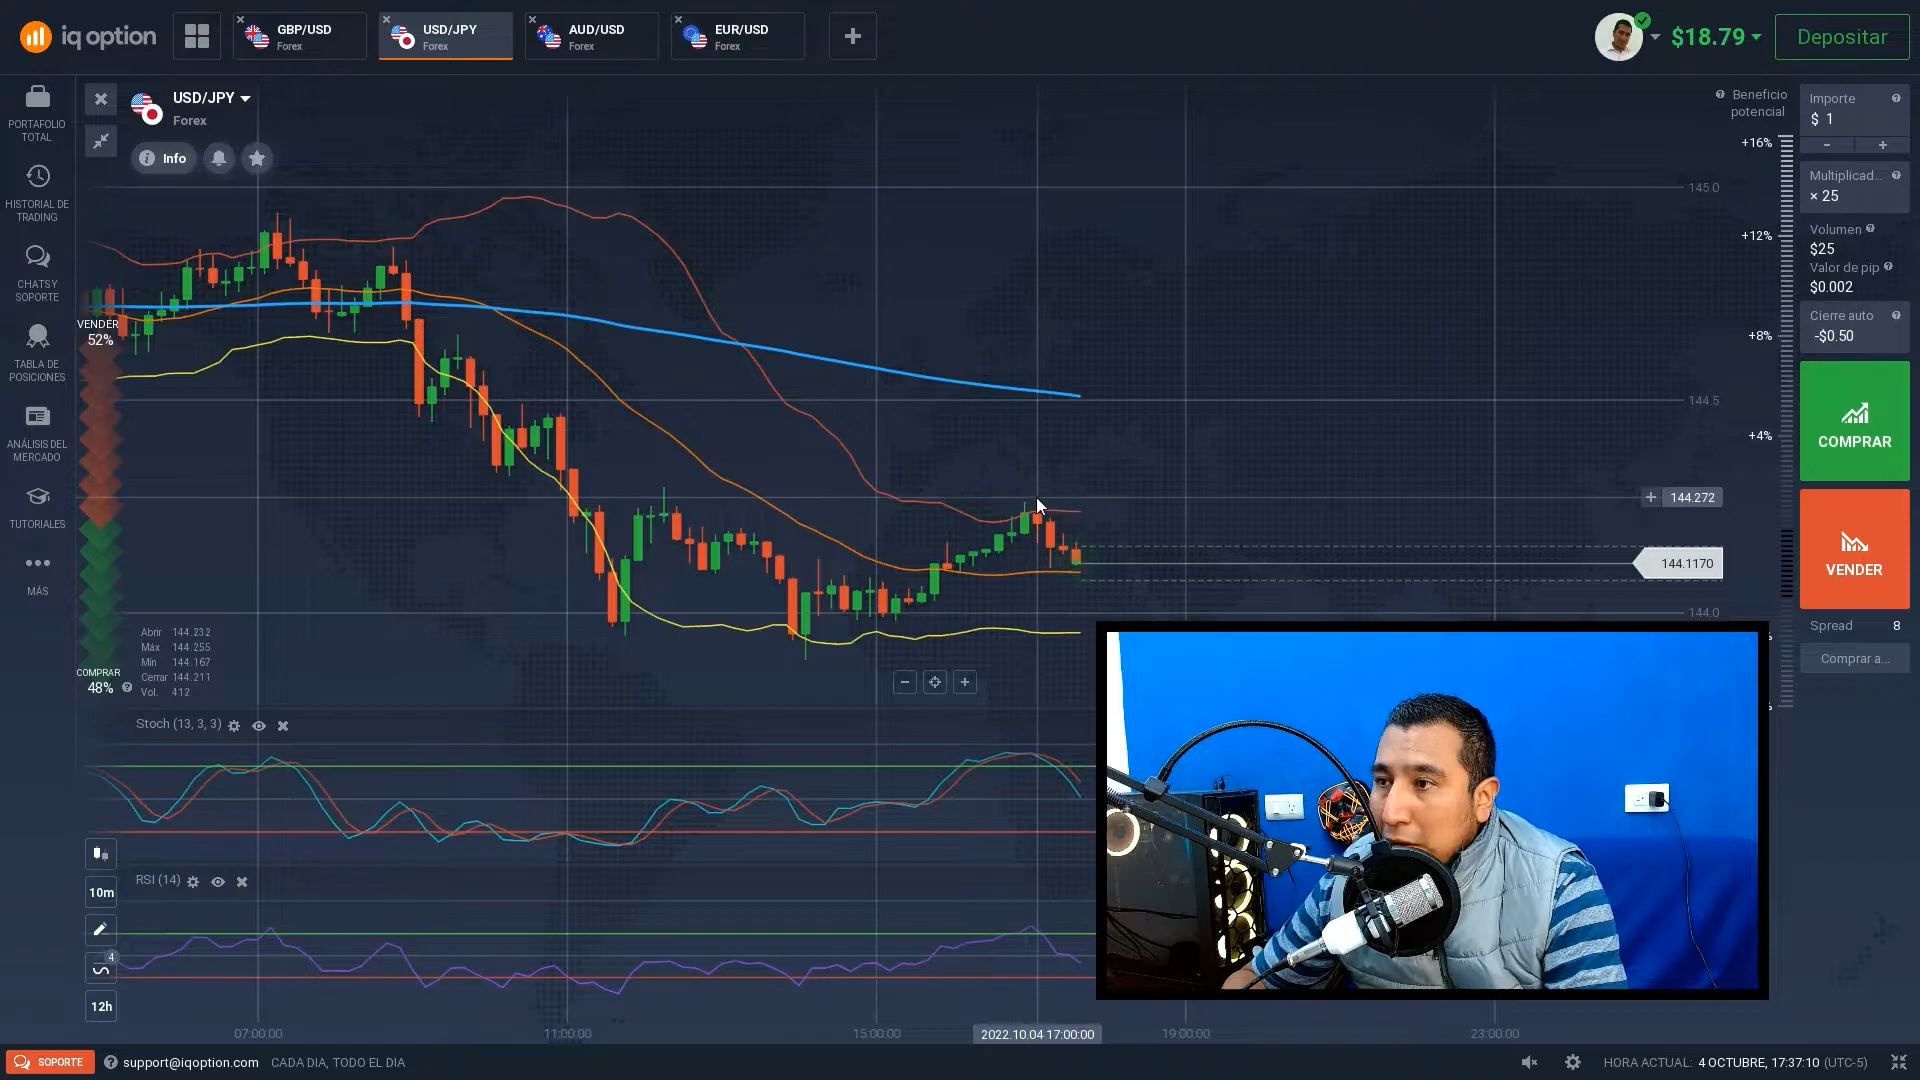 iq option
GBP/USD
Forex
USD/JPY
Forex
AUD/USD
Forex
EUR/USD
Forex
$18.79
Depositar
PORTAFOLIO
TOTAL
HISTORIAL DE
TRADING
CHATS Y
SOPORTE
TABLA DE
POSICIONES
ANÁLISIS DEL
MERCADO
TUTORIALES
MÁS
USD/JPY
Forex
Info
VENDER
52%
COMPRAR
48%
Abrir 144.232
Máx 144.255
Mín 144.167
Cerrar 144.211
Vol. 412
Stoch (13, 3, 3)
RSI (14)
10m
4
12h
Beneficio
potencial
+16%
+12%
+8%
+4%
145.0
144.5
144.272
144.1170
144.0
Importe
$ 1
- +
Multiplicad...
× 25
Volumen
$25
Valor de pip
$0.002
Cierre auto
-$0.50
COMPRAR
VENDER
Spread 8
Comprar a...
07:00:00
11:00:00
15:00:00
2022.10.04 17:00:00
19:00:00
23:00:00
SOPORTE
support@iqoption.com
CADA DIA, TODO EL DIA
HORA ACTUAL: 4 OCTUBRE, 17:37:10 (UTC-5)